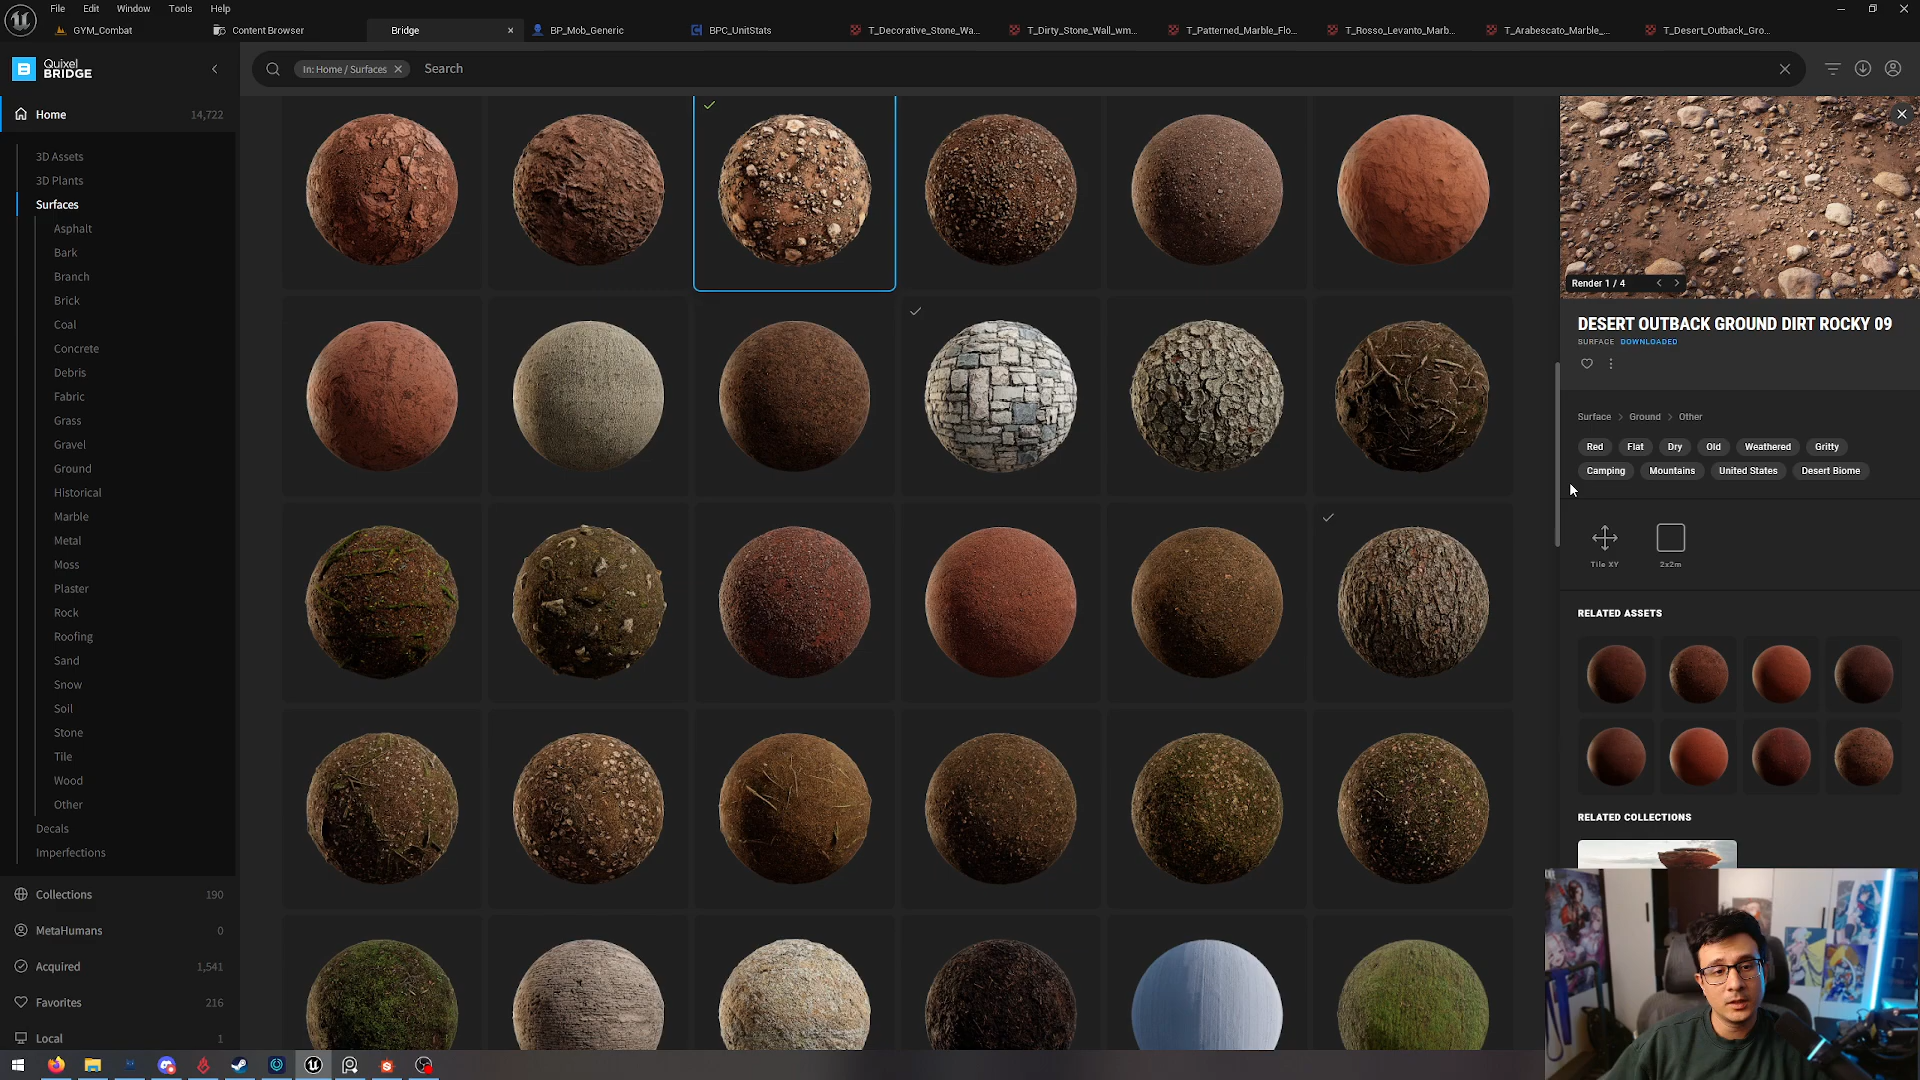 File Edit Window Tools Help
GYM_Combat
Content Browser
Bridge
BP_Mob_Generic
BPC_UnitStats
T_Decorative_Stone_Wa...
T_Dirty_Stone_Wall_wm...
T_Patterned_Marble_Flo...
T_Rosso_Levanto_Marb...
T_Arabescato_Marble_...
T_Desert_Outback_Gro...
Quixel
BRIDGE
In: Home / Surfaces
Search
Home 14,722
3D Assets
3D Plants
Surfaces
Asphalt
Bark
Branch
Brick
Coal
Concrete
Debris
Fabric
Grass
Gravel
Ground
Historical
Marble
Metal
Moss
Plaster
Rock
Roofing
Sand
Snow
Soil
Stone
Tile
Wood
Other
Decals
Imperfections
Collections 190
MetaHumans 0
Acquired 1,541
Favorites 216
Local 1
Render 1 / 4
DESERT OUTBACK GROUND DIRT ROCKY 09
SURFACE DOWNLOADED
Surface > Ground > Other
Red Flat Dry Old Weathered Gritty
Camping Mountains United States Desert Biome
Tile XY 2x2m
RELATED ASSETS
RELATED COLLECTIONS